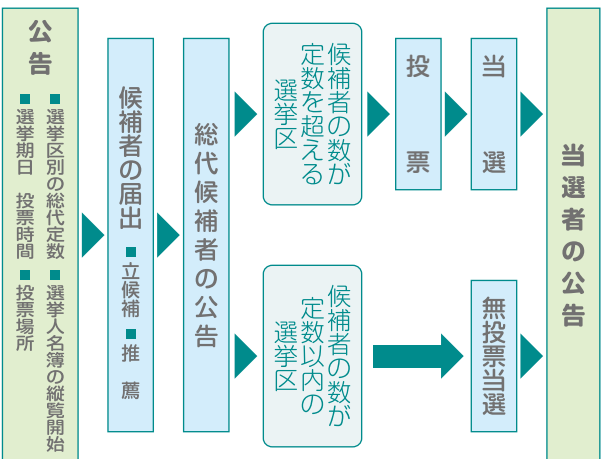 公告
■選挙区別の総代定数
■選挙人名簿の縦覧開始
■選挙期日 投票時間
■投票場所
候補者の届出
■立候補
■推 薦
総代候補者の公告
候補者の数が
定数を超える
選挙区
投 票
当 選
候補者の数が
定数以内の
選挙区
無投票当選
当選者の公告